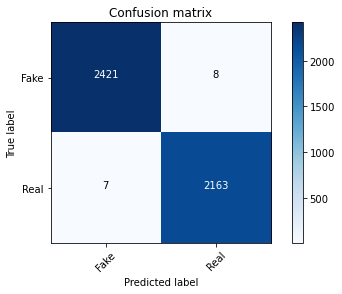 Confusion matrix
True label
Fake
2421
8
Real
7
2163
Fake
Real
Predicted label
2000
1500
1000
500